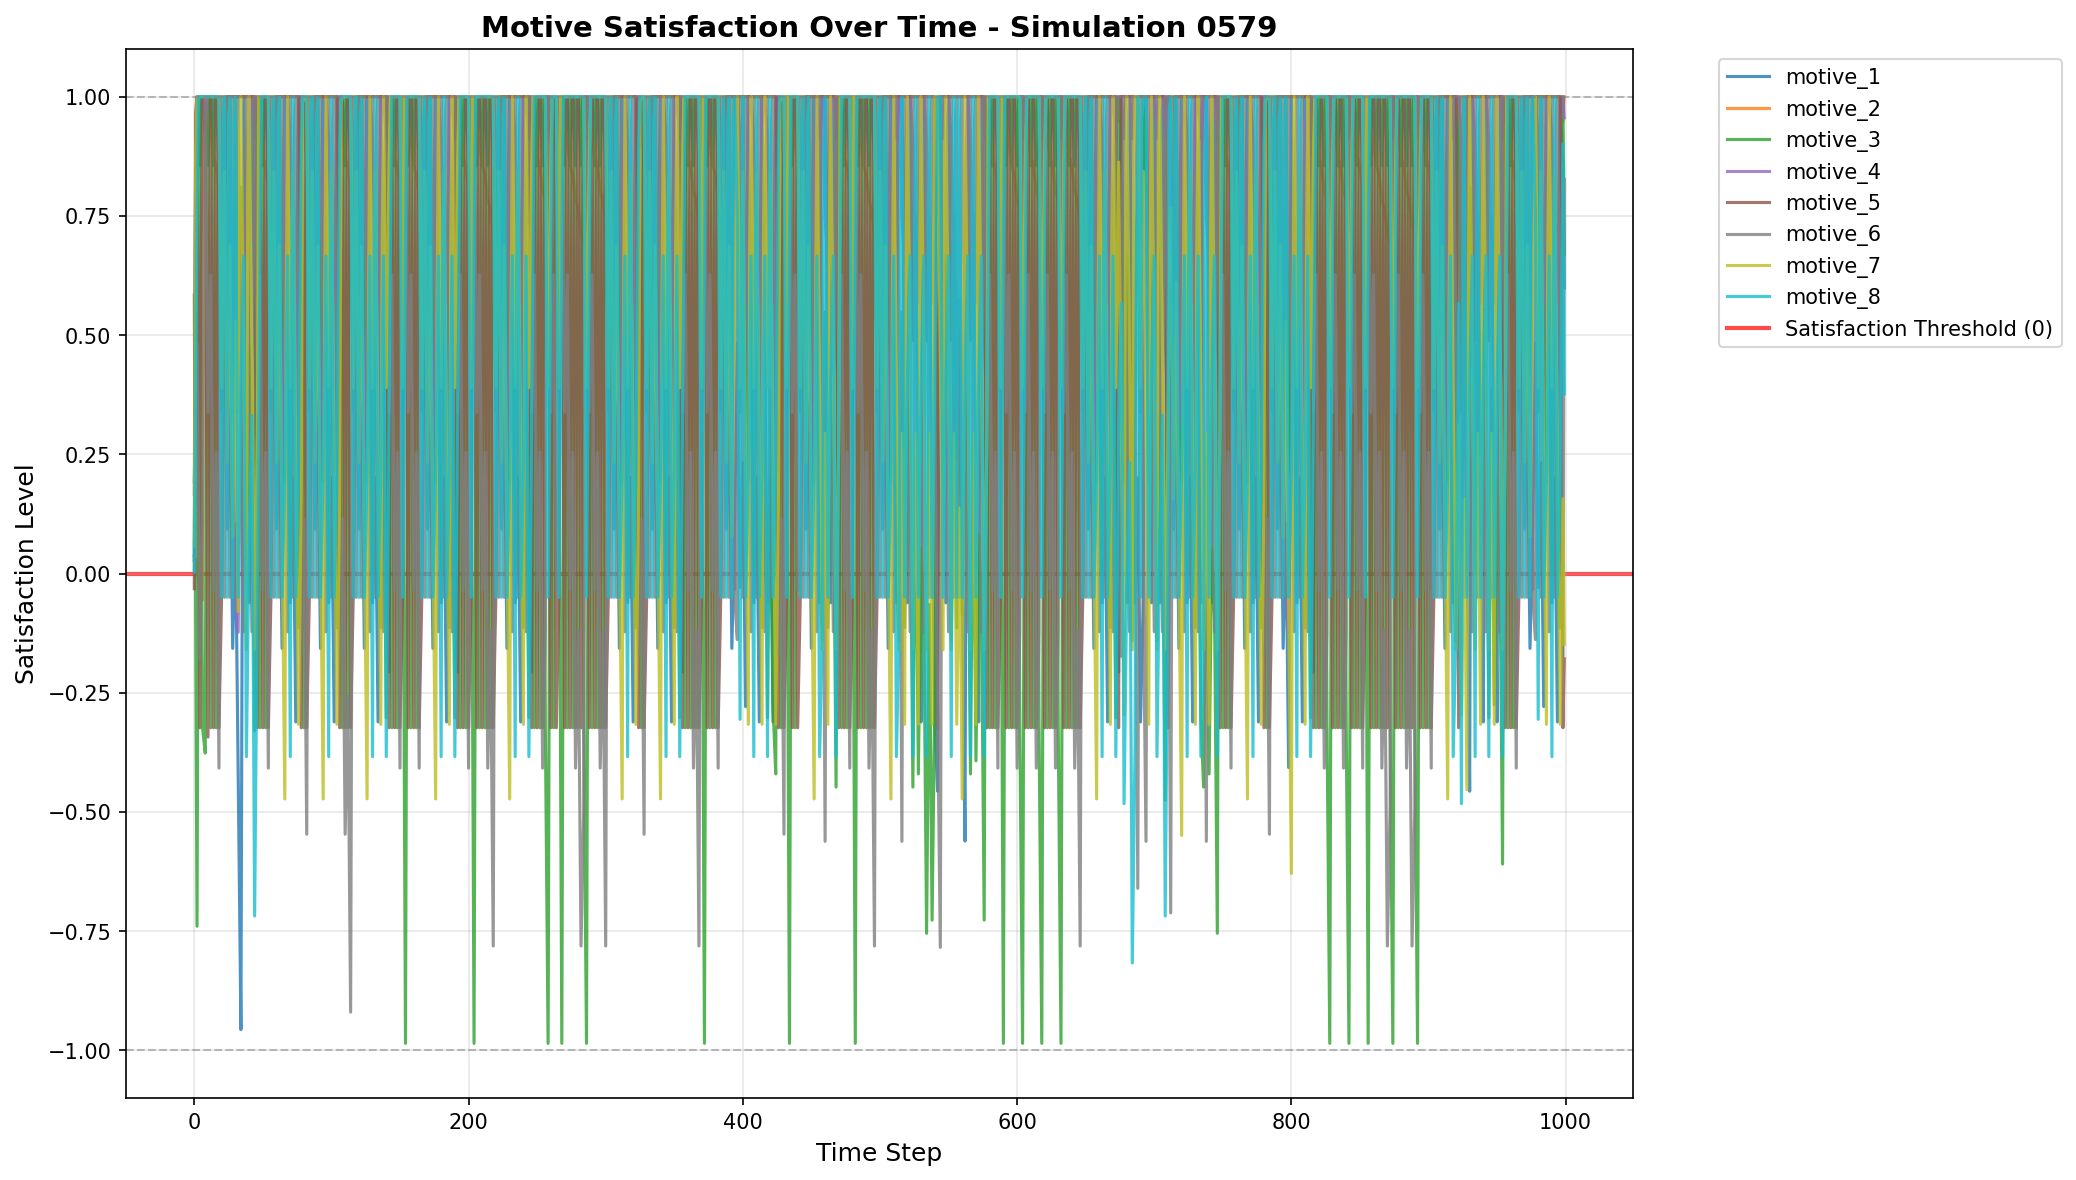 Motive Satisfaction Over Time - Simulation 0579
1.00
0.75
0.50
0.25
0.00
−0.25
−0.50
−0.75
−1.00
Satisfaction Level
0
200
400
600
800
1000
Time Step
motive_1
motive_2
motive_3
motive_4
motive_5
motive_6
motive_7
motive_8
Satisfaction Threshold (0)